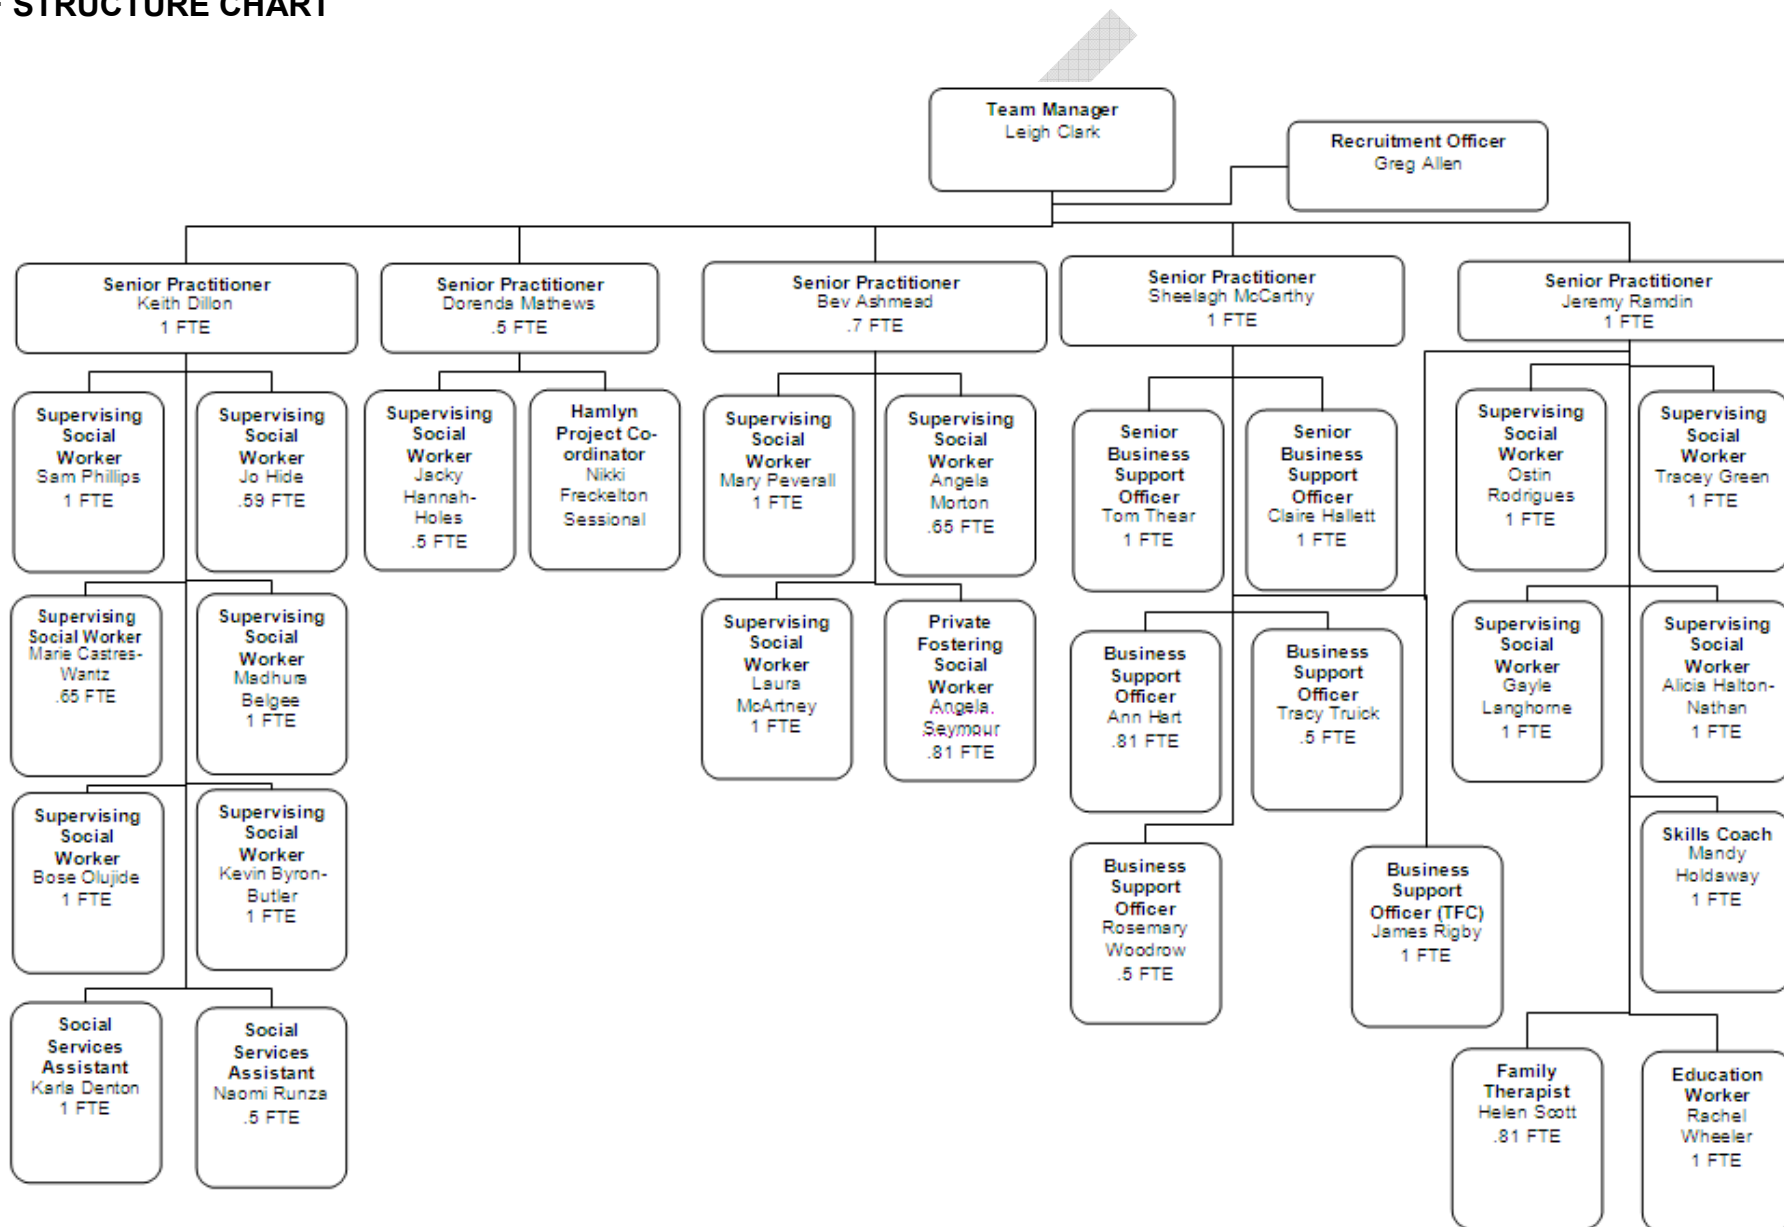 STRUCTURE CHART
Team Manager
Leigh Clark
Recruitment Officer
Greg Allen
Senior Practitioner
Keith Dillon
1 FTE
Senior Practitioner
Dorenda Mathews
.5 FTE
Senior Practitioner
Bev Ashmead
.7 FTE
Senior Practitioner
Sheelagh McCarthy
1 FTE
Senior Practitioner
Jeremy Ramdin
1 FTE
Supervising
Social
Worker
Sam Phillips
1 FTE
Supervising
Social
Worker
Jo Hide
.59 FTE
Supervising
Social
Worker
Jacky
Hannah-
Holes
.5 FTE
Hamlyn
Project Co-
ordinator
Nikki
Freckelton
Sessional
Supervising
Social
Worker
Mary Peverall
1 FTE
Supervising
Social
Worker
Angela
Morton
.65 FTE
Senior
Business
Support
Officer
Tom Thear
1 FTE
Senior
Business
Support
Officer
Claire Hallett
1 FTE
Supervising
Social
Worker
Ostin
Rodrigues
1 FTE
Supervising
Social
Worker
Tracey Green
1 FTE
Supervising
Social Worker
Marie Castres-
Wantz
.65 FTE
Supervising
Social
Worker
Madhura
Belgee
1 FTE
Supervising
Social
Worker
Laura
McArtney
1 FTE
Private
Fostering
Social
Worker
Angela
Seymour
.81 FTE
Business
Support
Officer
Ann Hart
.81 FTE
Business
Support
Officer
Tracy Truick
.5 FTE
Supervising
Social
Worker
Gayle
Langhorne
1 FTE
Supervising
Social
Worker
Alicia Halton-
Nathan
1 FTE
Supervising
Social
Worker
Bose Olujide
1 FTE
Supervising
Social
Worker
Kevin Byron-
Butler
1 FTE
Business
Support
Officer
Rosemary
Woodrow
.5 FTE
Business
Support
Officer (TFC)
James Rigby
1 FTE
Skills Coach
Mandy
Holdaway
1 FTE
Social
Services
Assistant
Karla Denton
1 FTE
Social
Services
Assistant
Naomi Runza
.5 FTE
Family
Therapist
Helen Scott
.81 FTE
Education
Worker
Rachel
Wheeler
1 FTE